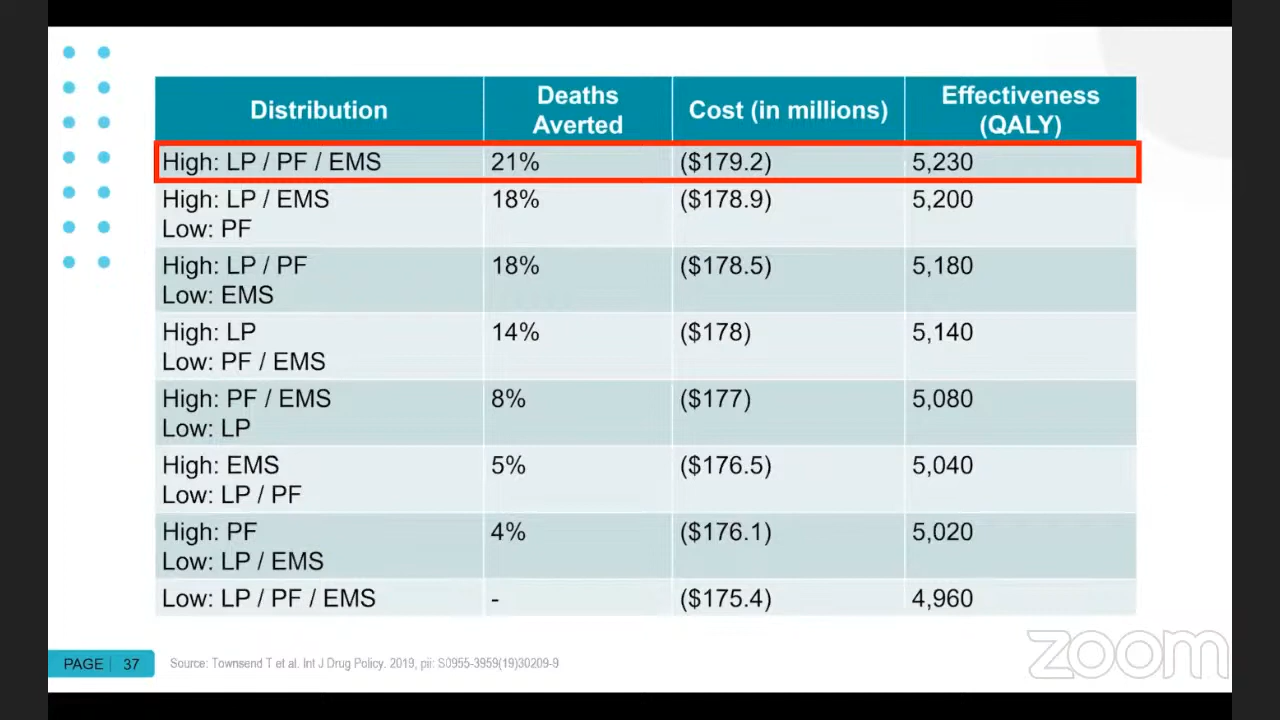 Distribution
Deaths
Averted
Cost (in millions)
Effectiveness
(QALY)
High: LP / PF / EMS 21% ($179.2) 5,230
High: LP / EMS 18% ($178.9) 5,200
Low: PF
High: LP / PF 18% ($178.5) 5,180
Low: EMS
High: LP 14% ($178) 5,140
Low: PF / EMS
High: PF / EMS 8% ($177) 5,080
Low: LP
High: EMS 5% ($176.5) 5,040
Low: LP / PF
High: PF 4% ($176.1) 5,020
Low: LP / EMS
Low: LP / PF / EMS - ($175.4) 4,960
PAGE 37
Source: Townsend T et al. Int J Drug Policy. 2019, pii: S0955-3959(19)30209-9
zoom